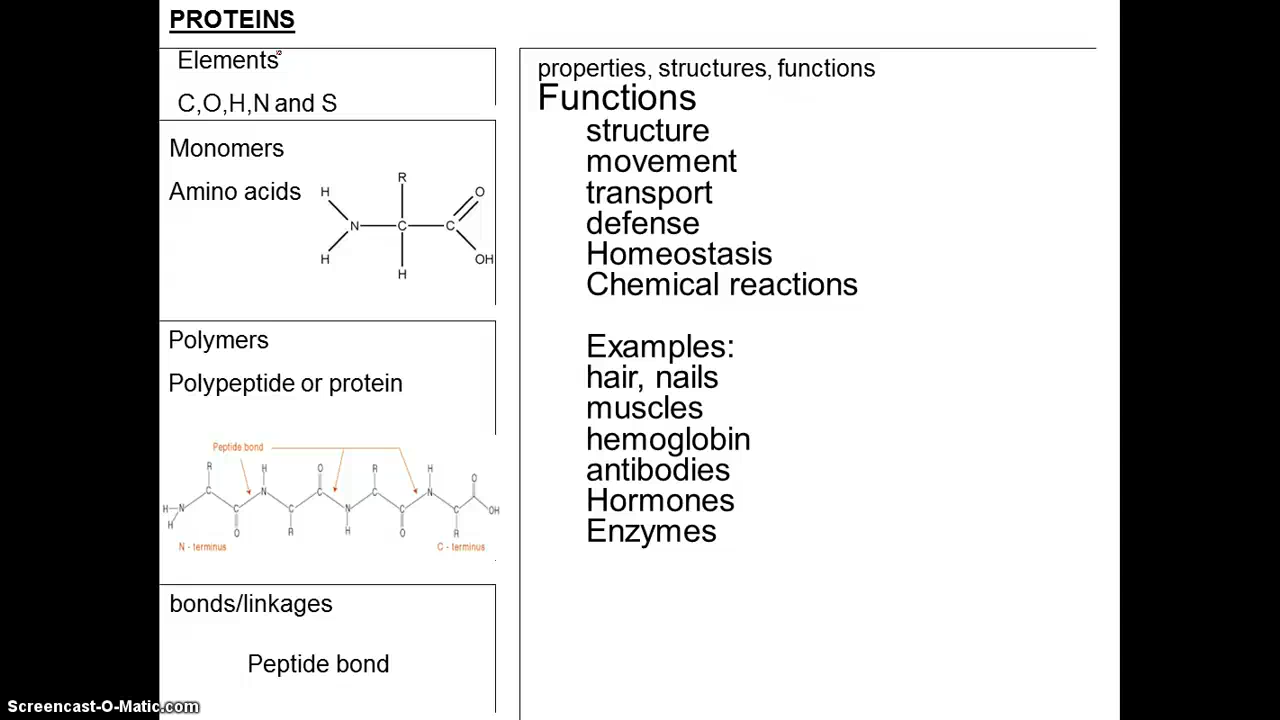 PROTEINS
Elements
C,O,H,N and S
Monomers
Amino acids
H
R
O
N
C
C
H
H
OH
Polymers
Polypeptide or protein
Peptide bond
R
H
O
R
H
O
H
N
C
N
C
C
N
C
C
N
C
C
OH
H
O
R
H
O
R
N - terminus
C - terminus
bonds/linkages
Peptide bond
properties, structures, functions
Functions
structure
movement
transport
defense
Homeostasis
Chemical reactions
Examples:
hair, nails
muscles
hemoglobin
antibodies
Hormones
Enzymes
Screencast-O-Matic.com